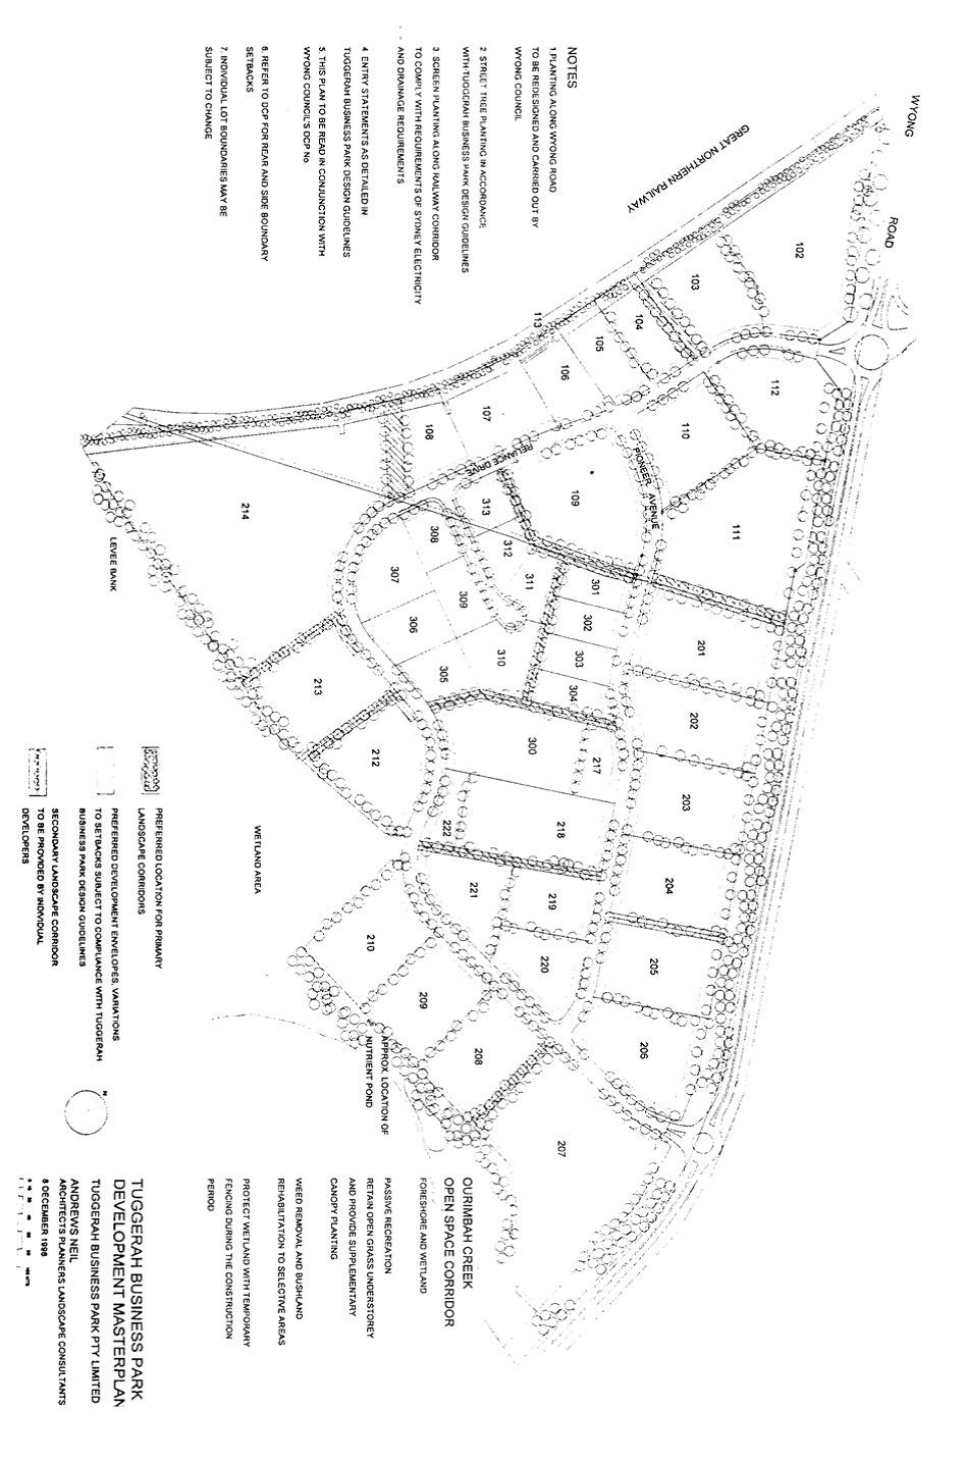 WYONG
ROAD
GREAT NORTHERN RAILWAY
NOTES
1 PLANTING ALONG WYONG ROAD
TO BE REDESIGNED AND CARRIED OUT BY
WYONG COUNCIL
2 STREET TREE PLANTING IN ACCORDANCE
WITH TUGGERAH BUSINESS PARK DESIGN GUIDELINES
3 SCREEN PLANTING ALONG RAILWAY CORRIDOR
TO COMPLY WITH REQUIREMENTS OF SYDNEY ELECTRICITY
AND DRAINAGE REQUIREMENTS
4 ENTRY STATEMENTS AS DETAILED IN
TUGGERAH BUSINESS PARK DESIGN GUIDELINES
5. THIS PLAN TO BE READ IN CONJUNCTION WITH
WYONG COUNCIL'S DCP No
6. REFER TO DCP FOR REAR AND SIDE BOUNDARY
SETBACKS
7. INDIVIDUAL LOT BOUNDARIES MAY BE
SUBJECT TO CHANGE
102
103
104
105
106
107
108
113
112
110
111
109
RELIANCE DRIVE
PIONEER AVENUE
313
312
311
308
307
309
306
310
305
301
302
303
304
300
217
218
222
221
219
220
201
202
203
204
205
206
207
208
209
210
212
213
214
LEVEE BANK
WETLAND AREA
APPROX. LOCATION OF
NUTRIENT POND
PREFERRED LOCATION FOR PRIMARY
LANDSCAPE CORRIDORS
PREFERRED DEVELOPMENT ENVELOPES, VARIATIONS
TO SETBACKS SUBJECT TO COMPLIANCE WITH TUGGERAH
BUSINESS PARK DESIGN GUIDELINES
SECONDARY LANDSCAPE CORRIDOR
TO BE PROVIDED BY INDIVIDUAL
DEVELOPERS
N
OURIMBAH CREEK
OPEN SPACE CORRIDOR
FORESHORE AND WETLAND
PASSIVE RECREATION
RETAIN OPEN GRASS UNDERSTOREY
AND PROVIDE SUPPLEMENTARY
CANOPY PLANTING
WEED REMOVAL AND BUSHLAND
REHABILITATION TO SELECTIVE AREAS
PROTECT WETLAND WITH TEMPORARY
FENCING DURING THE CONSTRUCTION
PERIOD
TUGGERAH BUSINESS PARK
DEVELOPMENT MASTERPLAN
TUGGERAH BUSINESS PARK PTY LIMITED
ANDREWS NEIL
ARCHITECTS PLANNERS LANDSCAPE CONSULTANTS
8 DECEMBER 1998